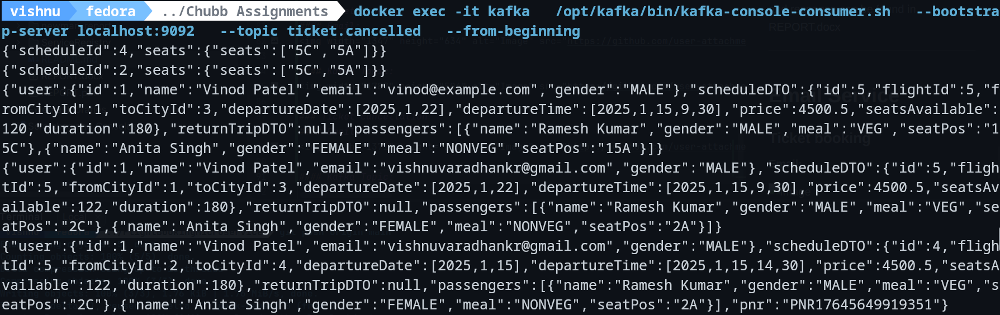 vishnu fedora ../Chubb Assignments docker exec -it kafka /opt/kafka/bin/kafka-console-consumer.sh --bootstra
p-server localhost:9092 --topic ticket.cancelled --from-beginning
{"scheduleId":4,"seats":{"seats":["5C","5A"]}}
{"scheduleId":2,"seats":{"seats":["5C","5A"]}}
{"user":{"id":1,"name":"Vinod Patel","email":"vinod@example.com","gender":"MALE"},"scheduleDTO":{"id":5,"flightId":5,"f
romCityId":1,"toCityId":3,"departureDate":[2025,1,22],"departureTime":[2025,1,15,9,30],"price":4500.5,"seatsAvailable":
120,"duration":180},"returnTripDTO":null,"passengers":[{"name":"Ramesh Kumar","gender":"MALE","meal":"VEG","seatPos":"1
5C"},{"name":"Anita Singh","gender":"FEMALE","meal":"NONVEG","seatPos":"15A"}]}
{"user":{"id":1,"name":"Vinod Patel","email":"vishnuvaradhankr@gmail.com","gender":"MALE"},"scheduleDTO":{"id":5,"fligh
tId":5,"fromCityId":1,"toCityId":3,"departureDate":[2025,1,22],"departureTime":[2025,1,15,9,30],"price":4500.5,"seatsAv
ailable":122,"duration":180},"returnTripDTO":null,"passengers":[{"name":"Ramesh Kumar","gender":"MALE","meal":"VEG","se
atPos":"2C"},{"name":"Anita Singh","gender":"FEMALE","meal":"NONVEG","seatPos":"2A"}]}
{"user":{"id":1,"name":"Vinod Patel","email":"vishnuvaradhankr@gmail.com","gender":"MALE"},"scheduleDTO":{"id":4,"fligh
tId":5,"fromCityId":2,"toCityId":4,"departureDate":[2025,1,15],"departureTime":[2025,1,15,14,30],"price":4500.5,"seatsA
vailable":122,"duration":180},"returnTripDTO":null,"passengers":[{"name":"Ramesh Kumar","gender":"MALE","meal":"VEG","s
eatPos":"2C"},{"name":"Anita Singh","gender":"FEMALE","meal":"NONVEG","seatPos":"2A"}],"pnr":"PNR17645649919351"}
REPORT.docx
Email Service
Ticket booking